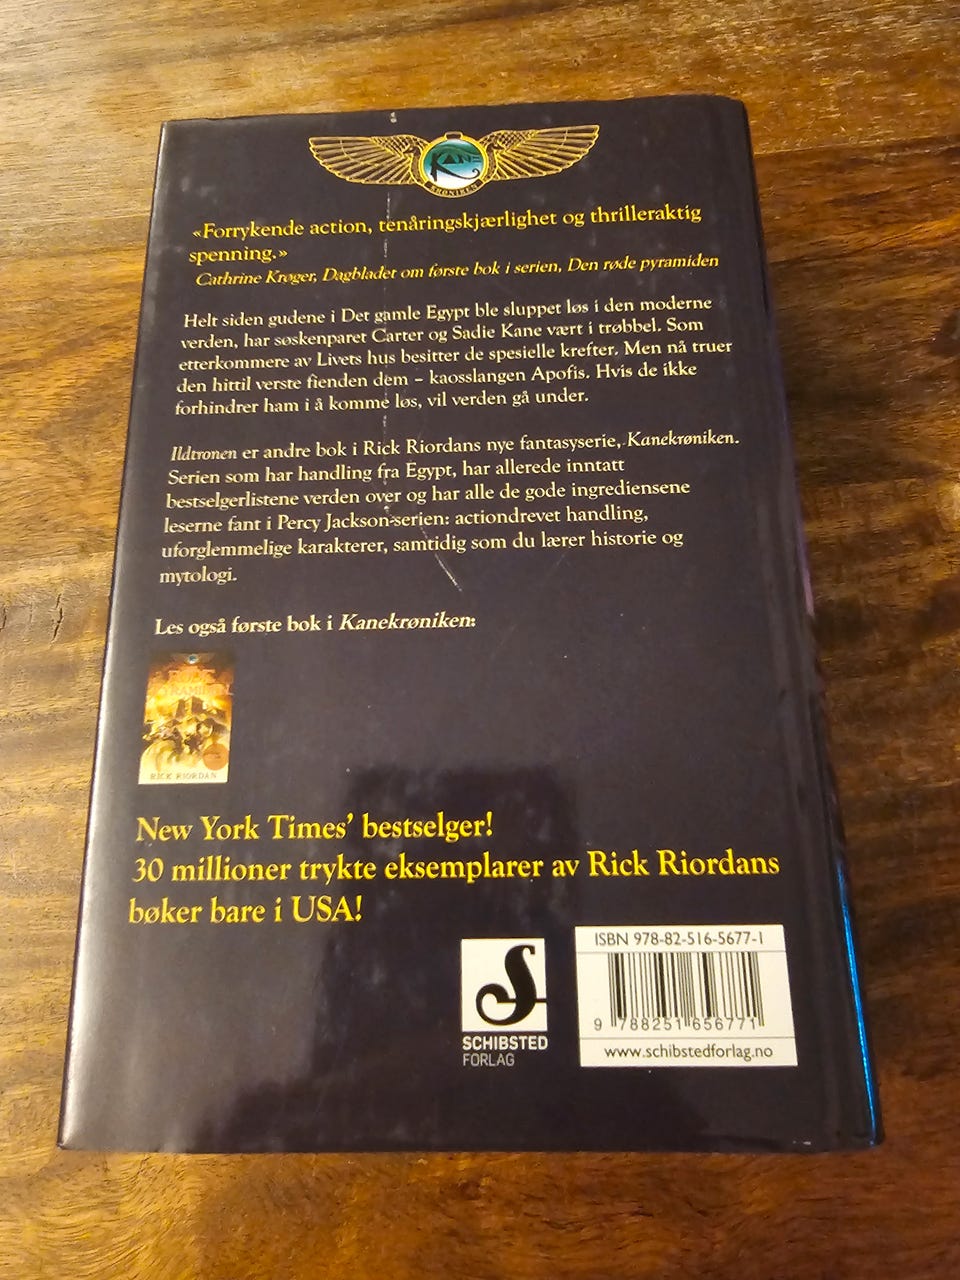 KANE
KRØNIKEN
«Forrykende action, tenåringskjærlighet og thrilleraktig
spenning.»
Cathrine Krøger, Dagbladet om første bok i serien, Den røde pyramiden
Helt siden gudene i Det gamle Egypt ble sluppet løs i den moderne
verden, har søskenparet Carter og Sadie Kane vært i trøbbel. Som
etterkommere av Livets hus besitter de spesielle krefter. Men nå truer
den hittil verste fienden dem – kaosslangen Apofis. Hvis de ikke
forhindrer ham i å komme løs, vil verden gå under.
Ildtronen er andre bok i Rick Riordans nye fantasyserie, Kanekrøniken.
Serien som har handling fra Egypt, har allerede inntatt
bestselgerlistene verden over og har alle de gode ingrediensene
leserne fant i Percy Jackson-serien: actiondrevet handling,
uforglemmelige karakterer, samtidig som du lærer historie og
mytologi.
Les også første bok i Kanekrøniken:
RICK RIORDAN
New York Times' bestselger!
30 millioner trykte eksemplarer av Rick Riordans
bøker bare i USA!
S
SCHIBSTED
FORLAG
ISBN 978-82-516-5677-1
9 788251 656771
www.schibstedforlag.no